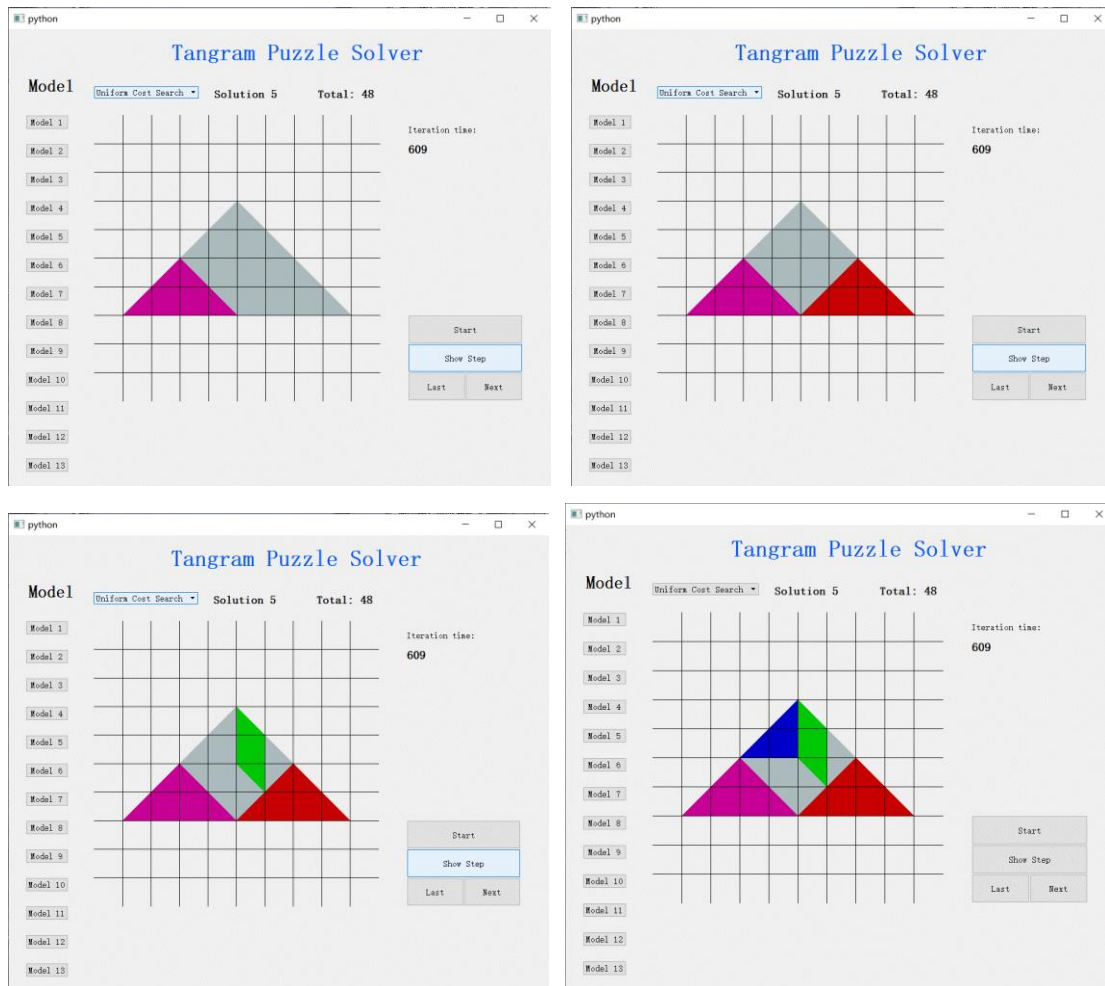 python
Tangram Puzzle Solver
Model
Uniform Cost Search Solution 5 Total: 48
Model 1
Iteration time:
609
Model 2
Model 3
Model 4
Model 5
Model 6
Model 7
Model 8
Start
Model 9
Show Step
Model 10
Last Next
Model 11
Model 12
Model 13
python
Tangram Puzzle Solver
Model
Uniform Cost Search Solution 5 Total: 48
Model 1
Iteration time:
609
Model 2
Model 3
Model 4
Model 5
Model 6
Model 7
Model 8
Start
Model 9
Show Step
Model 10
Last Next
Model 11
Model 12
Model 13
python
Tangram Puzzle Solver
Model
Uniform Cost Search Solution 5 Total: 48
Model 1
Iteration time:
609
Model 2
Model 3
Model 4
Model 5
Model 6
Model 7
Model 8
Start
Model 9
Show Step
Model 10
Last Next
Model 11
Model 12
Model 13
python
Tangram Puzzle Solver
Model
Uniform Cost Search Solution 5 Total: 48
Model 1
Iteration time:
609
Model 2
Model 3
Model 4
Model 5
Model 6
Model 7
Model 8
Start
Model 9
Show Step
Model 10
Last Next
Model 11
Model 12
Model 13